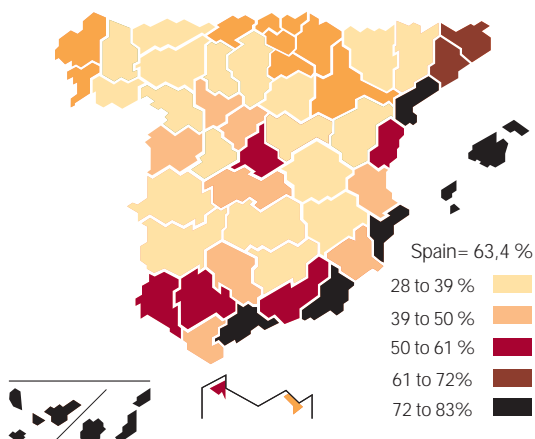 Spain= 63,4 %
28 to 39 %
39 to 50 %
50 to 61 %
61 to 72%
72 to 83%